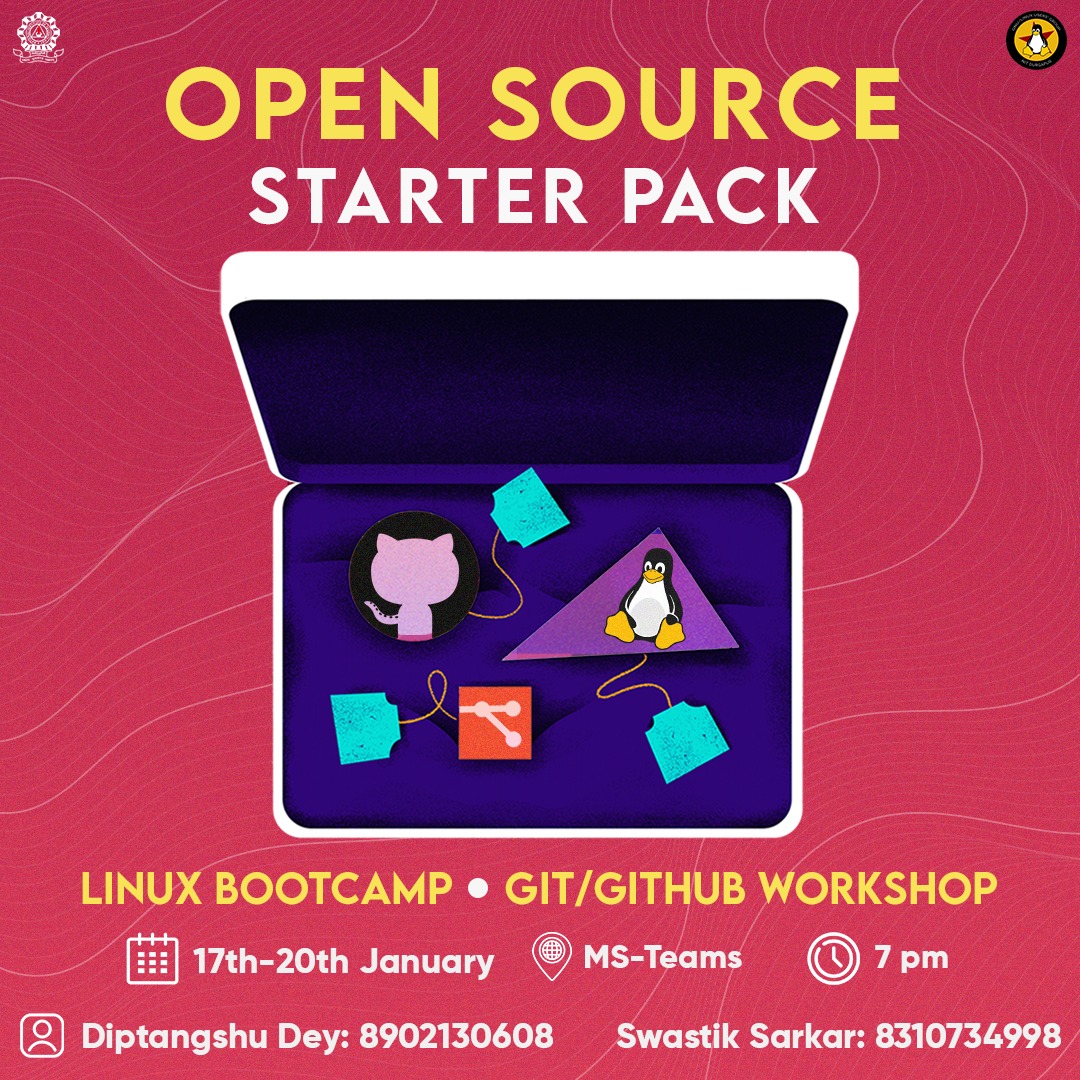 OPEN SOURCE
STARTER PACK
LINUX BOOTCAMP • GIT/GITHUB WORKSHOP
17th-20th January MS-Teams 7 pm
Diptangshu Dey: 8902130608 Swastik Sarkar: 8310734998